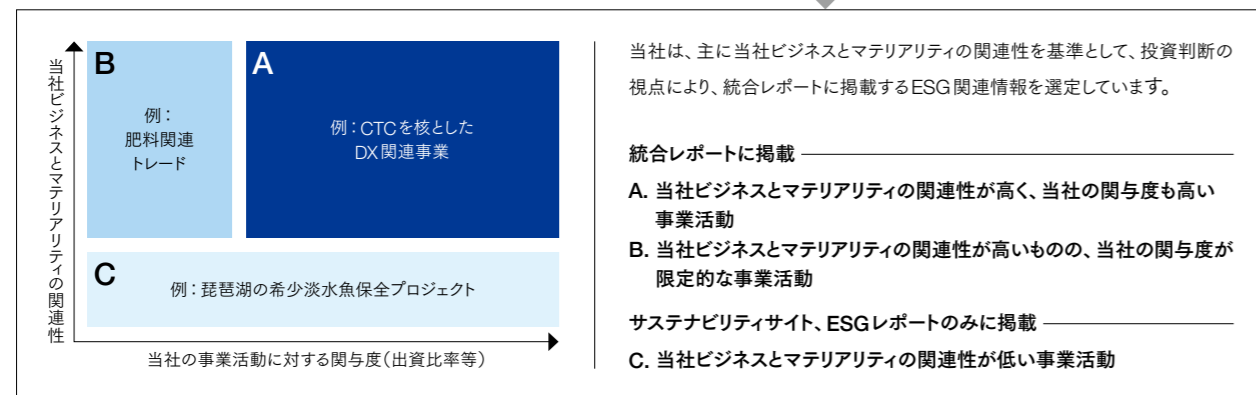 当社ビジネスとマテリアリティの関連性
B
例：
肥料関連
トレード
A
例：CTCを核とした
DX関連事業
C
例：琵琶湖の希少淡水魚保全プロジェクト
当社の事業活動に対する関与度（出資比率等）
当社は、主に当社ビジネスとマテリアリティの関連性を基準として、投資判断の
視点により、統合レポートに掲載するESG関連情報を選定しています。
統合レポートに掲載
A. 当社ビジネスとマテリアリティの関連性が高く、当社の関与度も高い
事業活動
B. 当社ビジネスとマテリアリティの関連性が高いものの、当社の関与度が
限定的な事業活動
サステナビリティサイト、ESGレポートのみに掲載
C. 当社ビジネスとマテリアリティの関連性が低い事業活動